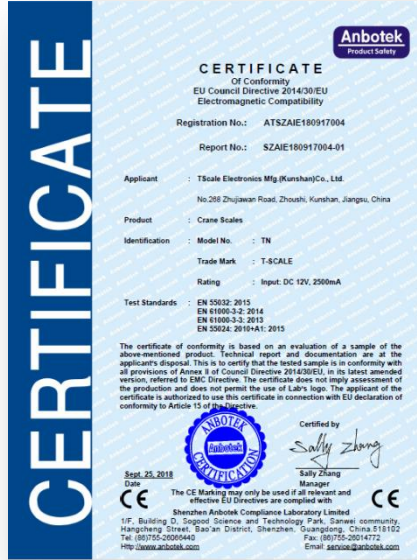 CERTIFICATE
Anbotek
Product Safety
CERTIFICATE
Of Conformity
EU Council Directive 2014/30/EU
Electromagnetic Compatibility
Registration No.: ATSZAIE180917004
Report No.: SZAIE180917004-01
Applicant : TScale Electronics Mfg.(Kunshan)Co., Ltd.
No.268 Zhujiawan Road, Zhoushi, Kunshan, Jiangsu, China
Product : Crane Scales
Identification : Model No. : TN
Trade Mark : T-SCALE
Rating : Input: DC 12V, 2500mA
Test Standards : EN 55032: 2015
EN 61000-3-2: 2014
EN 61000-3-3: 2013
EN 55024: 2010+A1: 2015
The certificate of conformity is based on an evaluation of a sample of the
above-mentioned product. Technical report and documentation are at the
applicant's disposal. This is to certify that the tested sample is in conformity with
all provisions of Annex II of Council Directive 2014/30/EU, in its latest amended
version, referred to EMC Directive. The certificate does not imply assessment of
the production and does not permit the use of Lab's logo. The applicant of the
certificate is authorized to use this certificate in connection with EU declaration of
conformity to Article 15 of the Directive.
ANBOTEK
Anbotek
CERTIFICATION
Certified by
Sally Zhang
Sept. 25, 2018
Date
Sally Zhang
Manager
CE
The CE Marking may only be used if all relevant and
effective EU Directives are complied with
CE
Shenzhen Anbotek Compliance Laboratory Limited
1/F, Building D, Sogood Science and Technology Park, Sanwei community,
Hangcheng Street, Bao'an District, Shenzhen, Guangdong, China.518102
Tel: (86)755-26066440 Fax: (86)755-26014772
Http://www.anbotek.com Email: service@anbotek.com